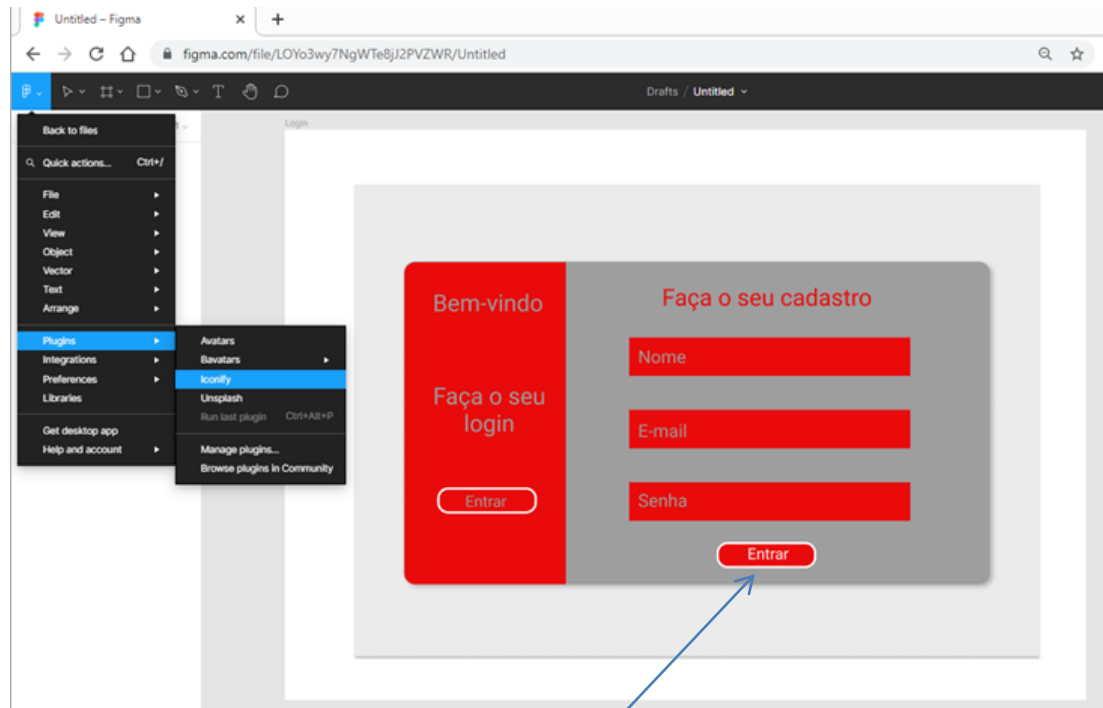 Untitled – Figma
figma.com/file/LOYo3wy7NgWTe8jJ2PVZWR/Untitled
Drafts / Untitled
Back to files
Quick actions... Ctrl+/
File
Edit
View
Object
Vector
Text
Arrange
Plugins
Integrations
Preferences
Libraries
Get desktop app
Help and account
Avatars
Bavatars
Iconify
Unsplash
Run last plugin Ctrl+Alt+P
Manage plugins...
Browse plugins in Community
Login
Bem-vindo
Faça o seu
login
Entrar
Faça o seu cadastro
Nome
E-mail
Senha
Entrar